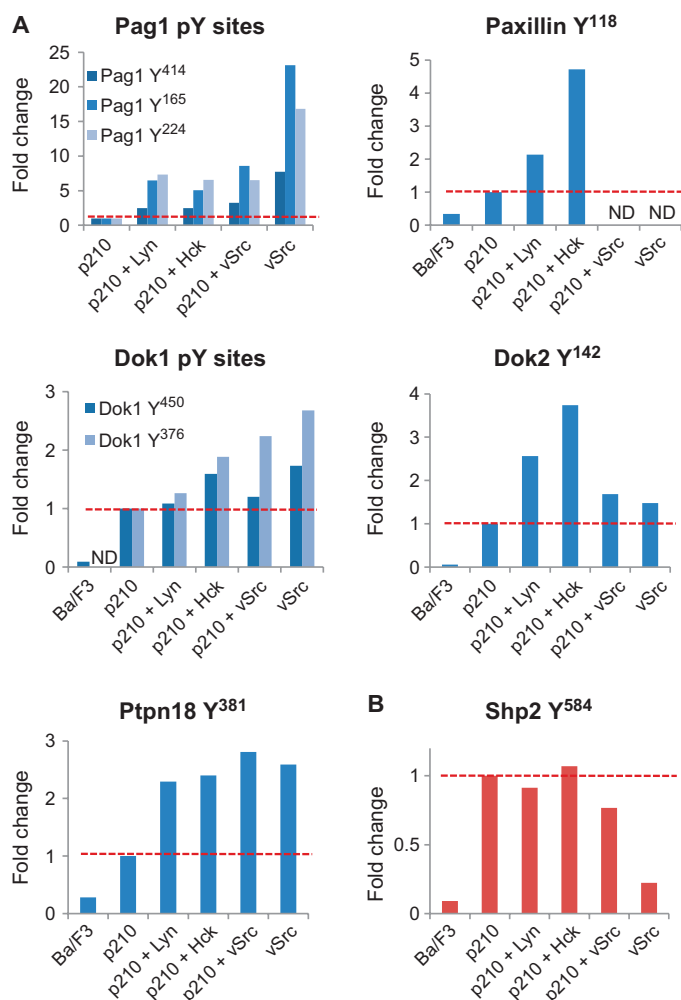 A
Pag1 pY sites
Fold change
25
20
15
10
5
0
Pag1 Y⁴¹⁴
Pag1 Y¹⁶⁵
Pag1 Y²²⁴
p210
p210 + Lyn
p210 + Hck
p210 + vSrc
vSrc
Paxillin Y¹¹⁸
Fold change
5
4
3
2
1
0
ND
ND
Ba/F3
p210
p210 + Lyn
p210 + Hck
p210 + vSrc
vSrc
Dok1 pY sites
Fold change
3
2
1
0
Dok1 Y⁴⁵⁰
Dok1 Y³⁷⁶
ND
Ba/F3
p210
p210 + Lyn
p210 + Hck
p210 + vSrc
vSrc
Dok2 Y¹⁴²
Fold change
4
3
2
1
0
Ba/F3
p210
p210 + Lyn
p210 + Hck
p210 + vSrc
vSrc
Ptpn18 Y³⁸¹
Fold change
3
2
1
0
Ba/F3
p210
p210 + Lyn
p210 + Hck
p210 + vSrc
vSrc
B
Shp2 Y⁵⁸⁴
Fold change
1
0.5
0
Ba/F3
p210
p210 + Lyn
p210 + Hck
p210 + vSrc
vSrc